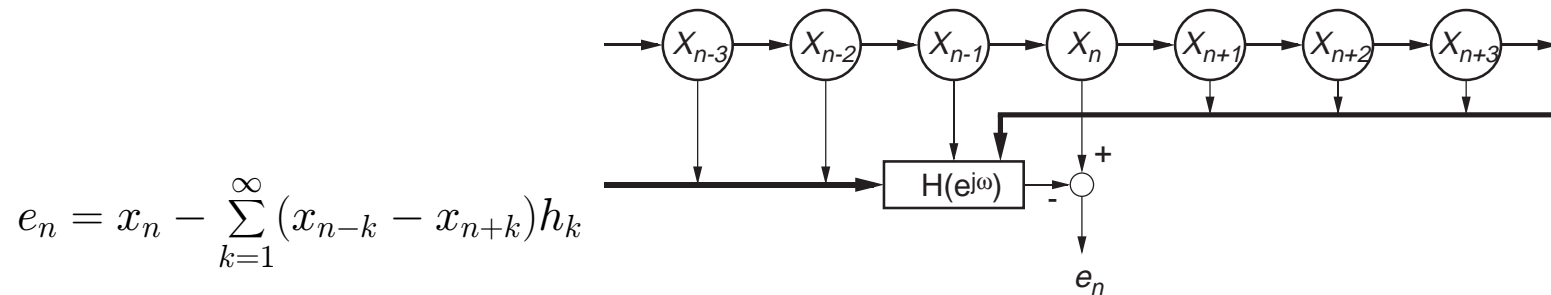 X_{n-3} X_{n-2} X_{n-1} X_n X_{n+1} X_{n+2} X_{n+3}
+
H(e^{jω})
-
e_n = x_n - \sum_{k=1}^{∞} (x_{n-k} - x_{n+k}) h_k
e_n